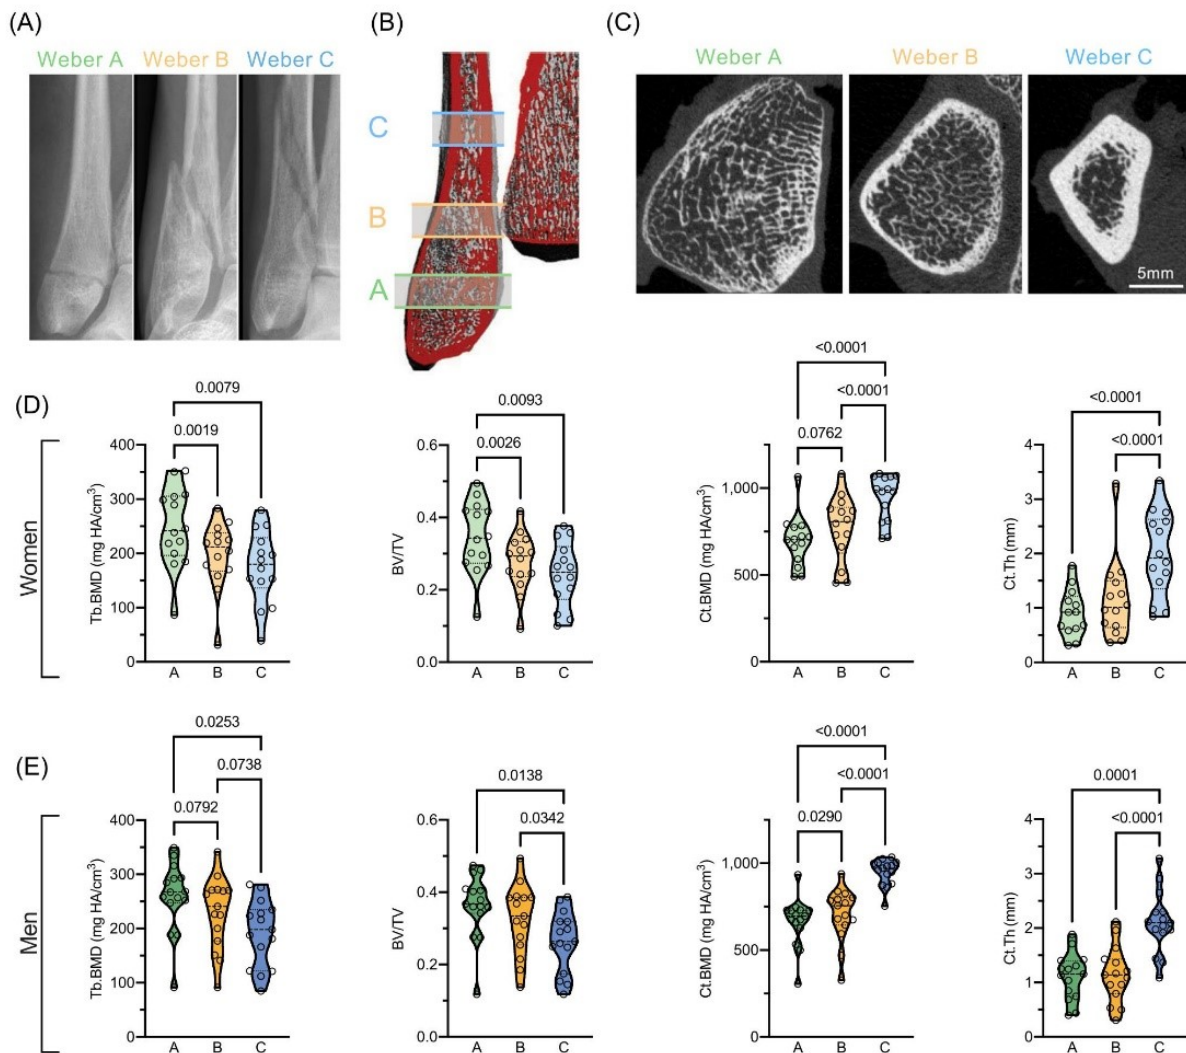 (A)
Weber A Weber B Weber C
(B)
C
B
A
(C)
Weber A Weber B Weber C
5mm
(D)
Women
0.0079
0.0019
400
300
200
100
0
Tb.BMD (mg HA/cm³)
A B C
0.0093
0.0026
0.6
0.4
0.2
0.0
BV/TV
A B C
<0.0001
<0.0001
0.0762
1,000
500
0
Ct.BMD (mg HA/cm³)
A B C
<0.0001
<0.0001
4
3
2
1
0
Ct.Th (mm)
A B C
(E)
Men
0.0253
0.0738
0.0792
400
300
200
100
0
Tb.BMD (mg HA/cm³)
A B C
0.0138
0.0342
0.6
0.4
0.2
0.0
BV/TV
A B C
<0.0001
<0.0001
0.0290
1,000
500
0
Ct.BMD (mg HA/cm³)
A B C
0.0001
<0.0001
4
3
2
1
0
Ct.Th (mm)
A B C